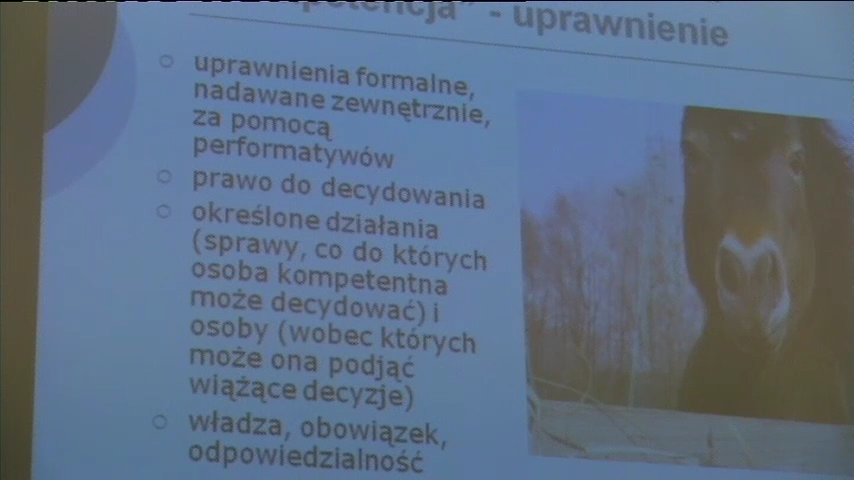 " - uprawnienie
uprawnienia formalne,
nadawane zewnętrznie,
za pomocą
performatywów
prawo do decydowania
określone działania
(sprawy, co do których
osoba kompetentna
może decydować) i
osoby (wobec których
może ona podjąć
wiążące decyzje)
władza, obowiązek,
odpowiedzialność